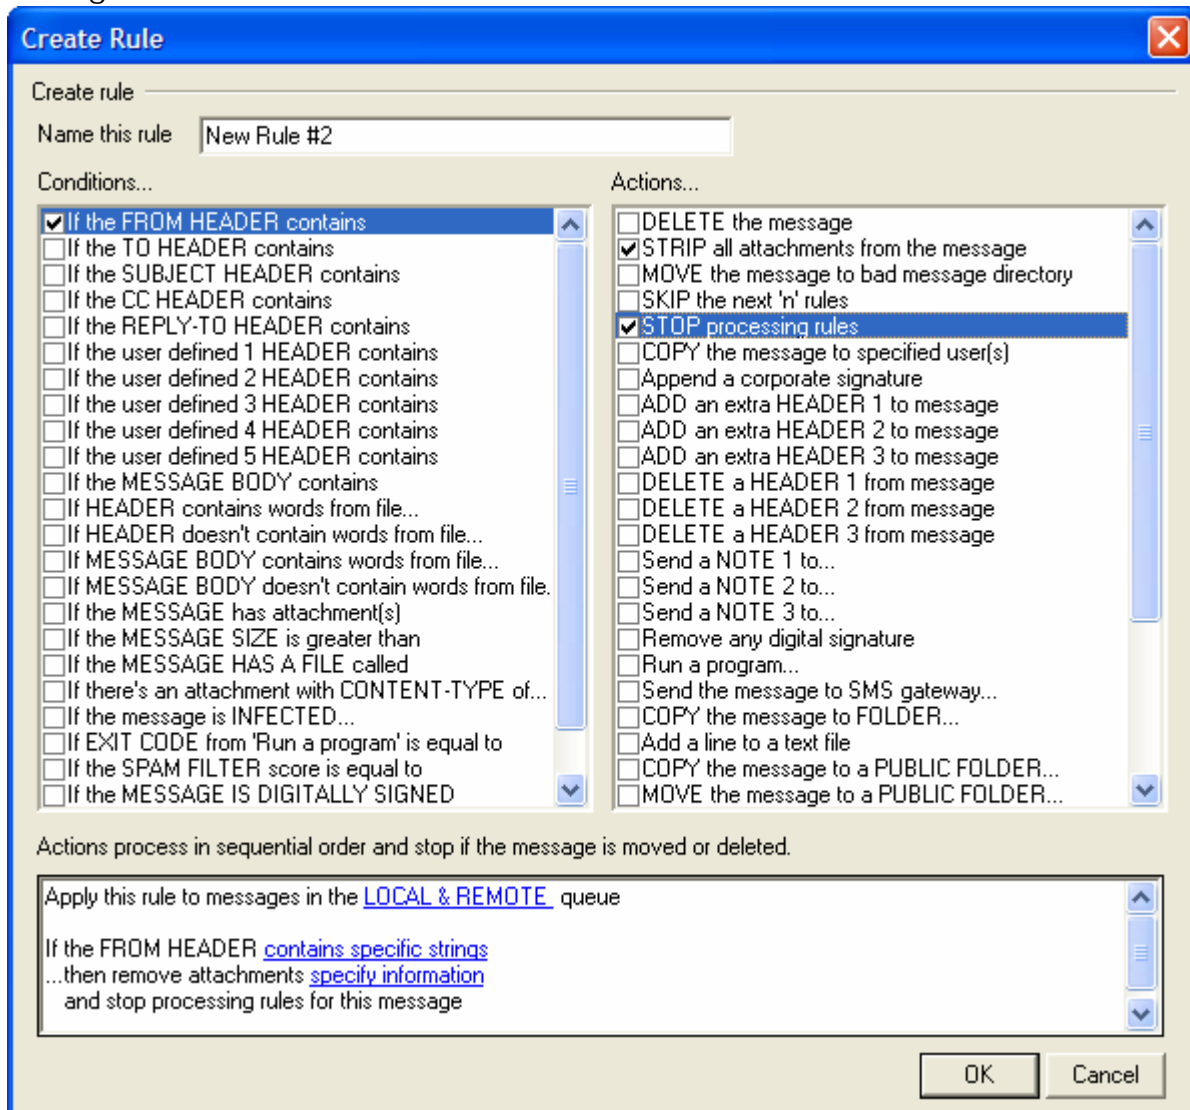 Create Rule
Create rule
Name this rule New Rule #2
Conditions...
If the FROM HEADER contains
If the TO HEADER contains
If the SUBJECT HEADER contains
If the CC HEADER contains
If the REPLY-TO HEADER contains
If the user defined 1 HEADER contains
If the user defined 2 HEADER contains
If the user defined 3 HEADER contains
If the user defined 4 HEADER contains
If the user defined 5 HEADER contains
If the MESSAGE BODY contains
If HEADER contains words from file...
If HEADER doesn't contain words from file...
If MESSAGE BODY contains words from file...
If MESSAGE BODY doesn't contain words from file.
If the MESSAGE has attachment(s)
If the MESSAGE SIZE is greater than
If the MESSAGE HAS A FILE called
If there's an attachment with CONTENT-TYPE of...
If the message is INFECTED...
If EXIT CODE from 'Run a program' is equal to
If the SPAM FILTER score is equal to
If the MESSAGE IS DIGITALLY SIGNED
Actions...
DELETE the message
STRIP all attachments from the message
MOVE the message to bad message directory
SKIP the next 'n' rules
STOP processing rules
COPY the message to specified user(s)
Append a corporate signature
ADD an extra HEADER 1 to message
ADD an extra HEADER 2 to message
ADD an extra HEADER 3 to message
DELETE a HEADER 1 from message
DELETE a HEADER 2 from message
DELETE a HEADER 3 from message
Send a NOTE 1 to...
Send a NOTE 2 to...
Send a NOTE 3 to...
Remove any digital signature
Run a program...
Send the message to SMS gateway...
COPY the message to FOLDER...
Add a line to a text file
COPY the message to a PUBLIC FOLDER...
MOVE the message to a PUBLIC FOLDER...
Actions process in sequential order and stop if the message is moved or deleted.
Apply this rule to messages in the LOCAL & REMOTE queue
If the FROM HEADER contains specific strings
...then remove attachments specify information
and stop processing rules for this message
OK Cancel